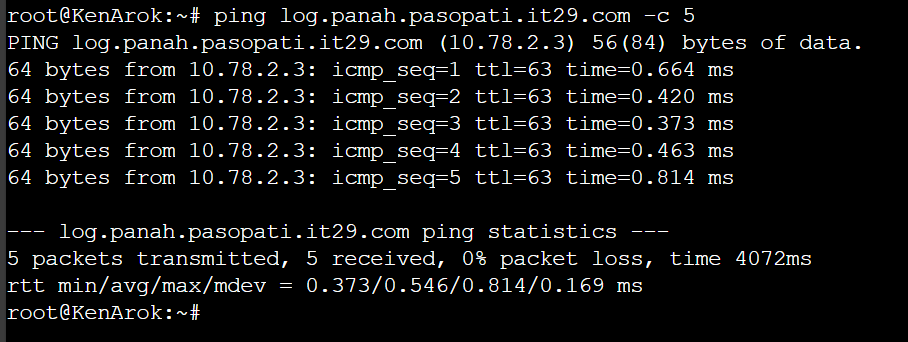 root@KenArok:~# ping log.panah.pasopati.it29.com -c 5
PING log.panah.pasopati.it29.com (10.78.2.3) 56(84) bytes of data.
64 bytes from 10.78.2.3: icmp_seq=1 ttl=63 time=0.664 ms
64 bytes from 10.78.2.3: icmp_seq=2 ttl=63 time=0.420 ms
64 bytes from 10.78.2.3: icmp_seq=3 ttl=63 time=0.373 ms
64 bytes from 10.78.2.3: icmp_seq=4 ttl=63 time=0.463 ms
64 bytes from 10.78.2.3: icmp_seq=5 ttl=63 time=0.814 ms

--- log.panah.pasopati.it29.com ping statistics ---
5 packets transmitted, 5 received, 0% packet loss, time 4072ms
rtt min/avg/max/mdev = 0.373/0.546/0.814/0.169 ms
root@KenArok:~#